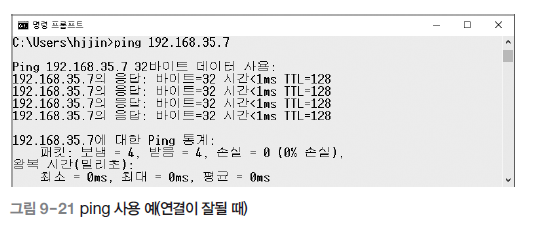 명령 프롬프트
C:\Users\hjjin>ping 192.168.35.7
Ping 192.168.35.7 32바이트 데이터 사용:
192.168.35.7의 응답: 바이트=32 시간<1ms TTL=128
192.168.35.7의 응답: 바이트=32 시간<1ms TTL=128
192.168.35.7의 응답: 바이트=32 시간<1ms TTL=128
192.168.35.7의 응답: 바이트=32 시간<1ms TTL=128
192.168.35.7에 대한 Ping 통계:
패킷: 보냄 = 4, 받음 = 4, 손실 = 0 (0% 손실),
왕복 시간(밀리초):
최소 = 0ms, 최대 = 0ms, 평균 = 0ms
그림 9-21 ping 사용 예(연결이 잘될 때)